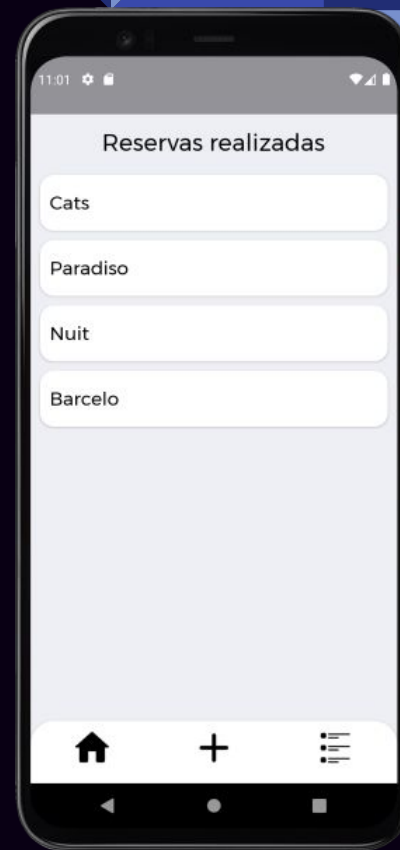 11:01
Reservas realizadas
Cats
Paradiso
Nuit
Barcelo